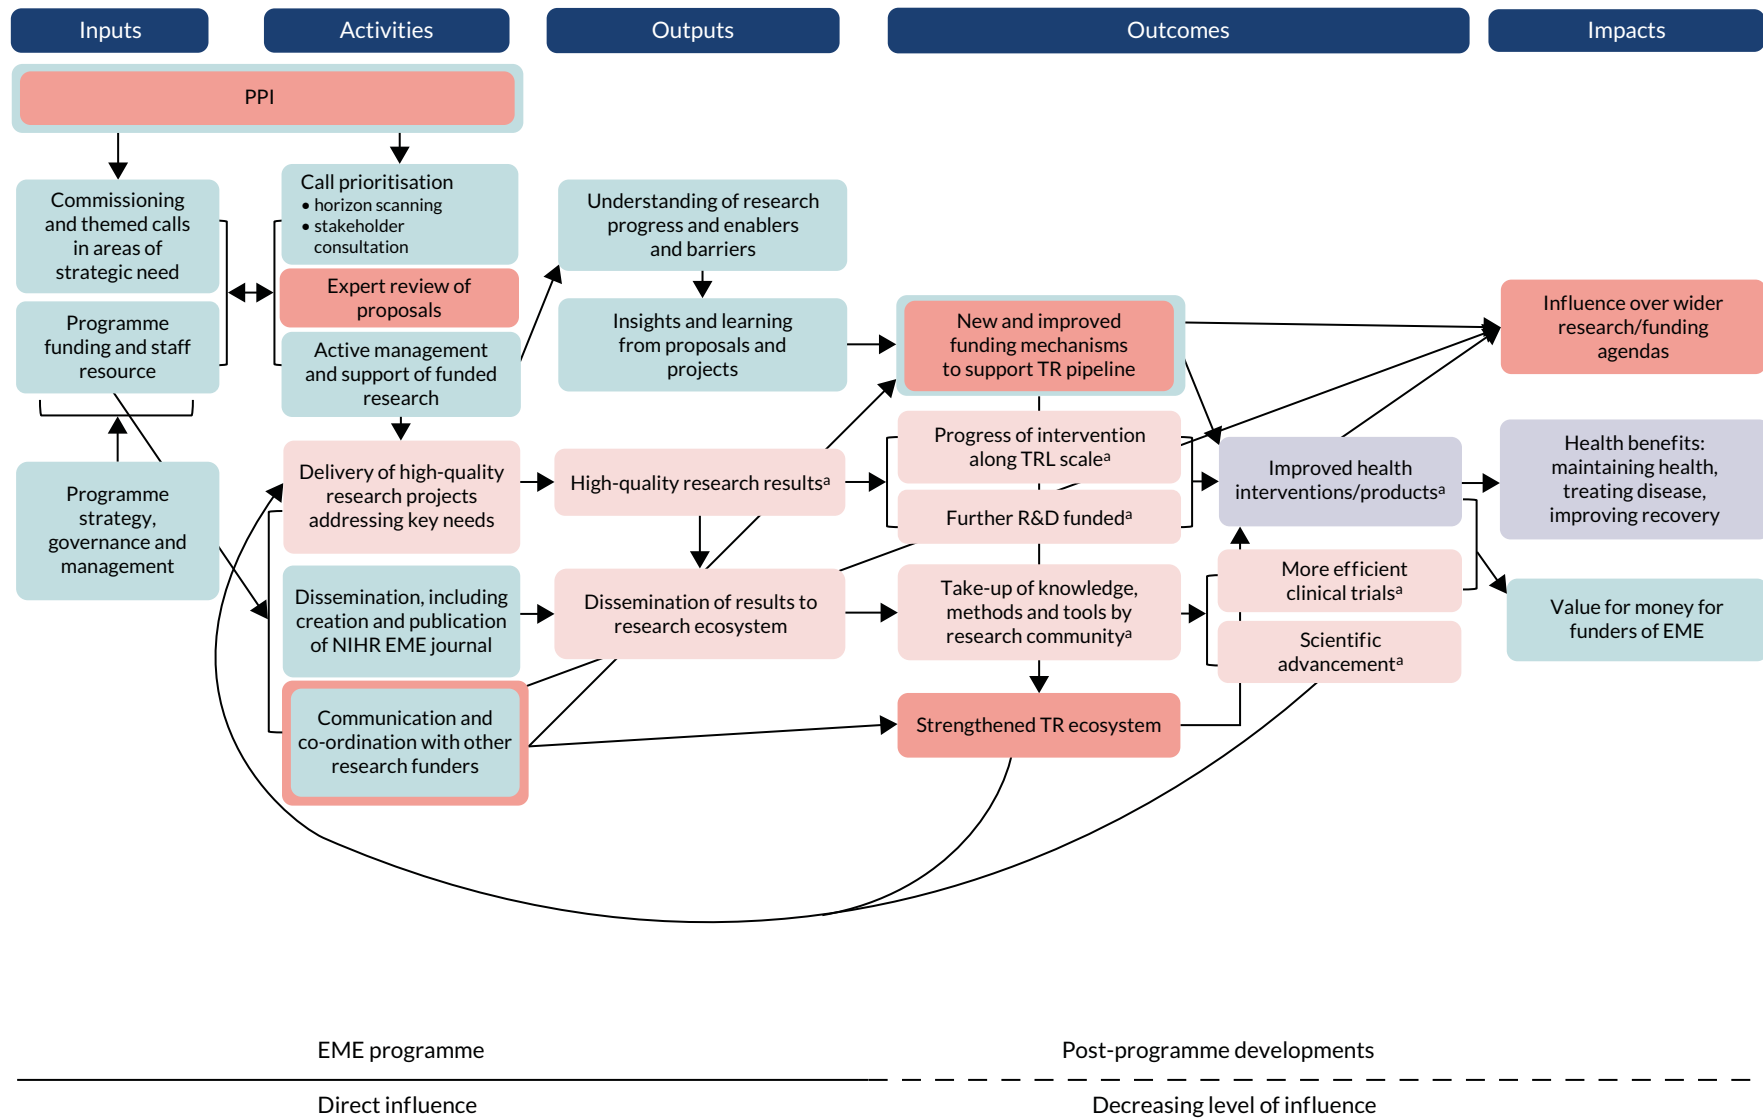 Inputs
Activities
Outputs
Outcomes
Impacts
PPI
Commissioning
and themed calls
in areas of
strategic need
Programme
funding and staff
resource
Programme
strategy,
governance and
management
Call prioritisation
• horizon scanning
• stakeholder
consultation
Expert review of
proposals
Active management
and support of funded
research
Delivery of high-quality
research projects
addressing key needs
Dissemination, including
creation and publication
of NIHR EME journal
Communication and
co-ordination with other
research funders
Understanding of research
progress and enablers
and barriers
Insights and learning
from proposals and
projects
High-quality research resultsᵃ
Dissemination of results to
research ecosystem
New and improved
funding mechanisms
to support TR pipeline
Progress of intervention
along TRL scaleᵃ
Further R&D fundedᵃ
Take-up of knowledge,
methods and tools by
research communityᵃ
Strengthened TR ecosystem
Improved health
interventions/productsᵃ
More efficient
clinical trialsᵃ
Scientific
advancementᵃ
Influence over wider
research/funding
agendas
Health benefits:
maintaining health,
treating disease,
improving recovery
Value for money for
funders of EME
EME programme
Post-programme developments
Direct influence
Decreasing level of influence